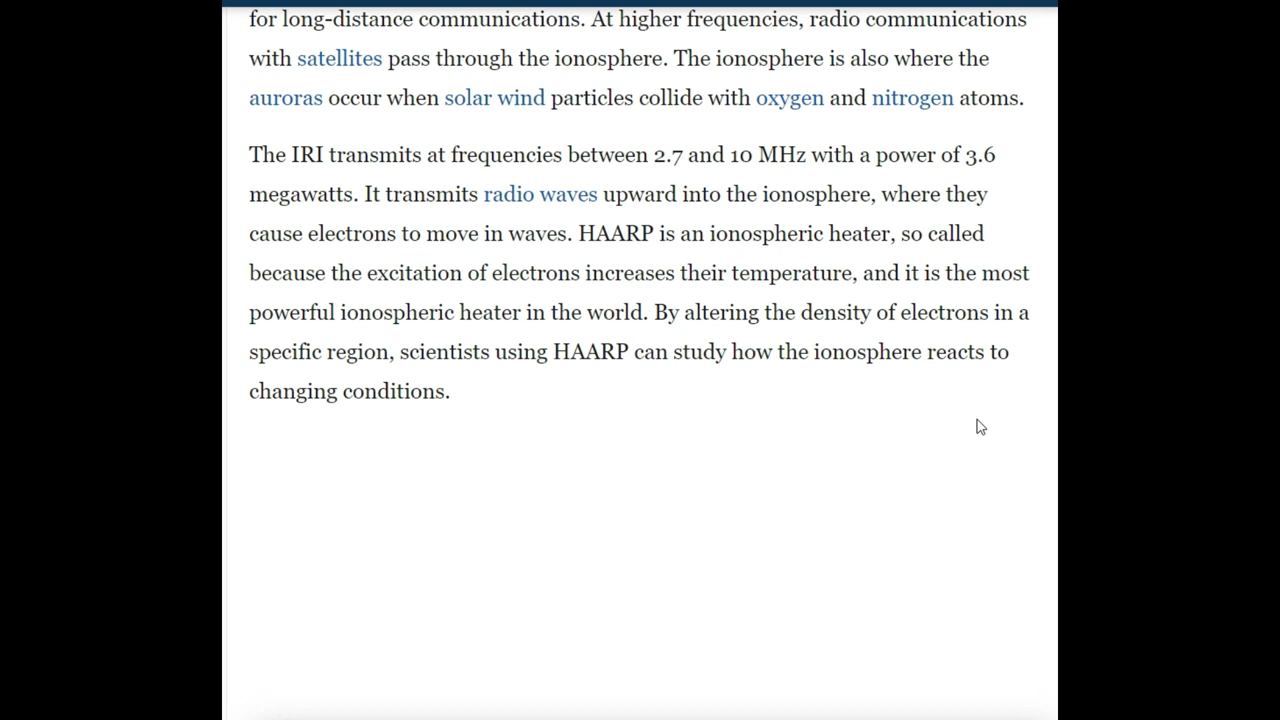 for long-distance communications. At higher frequencies, radio communications
with satellites pass through the ionosphere. The ionosphere is also where the
auroras occur when solar wind particles collide with oxygen and nitrogen atoms.
The IRI transmits at frequencies between 2.7 and 10 MHz with a power of 3.6
megawatts. It transmits radio waves upward into the ionosphere, where they
cause electrons to move in waves. HAARP is an ionospheric heater, so called
because the excitation of electrons increases their temperature, and it is the most
powerful ionospheric heater in the world. By altering the density of electrons in a
specific region, scientists using HAARP can study how the ionosphere reacts to
changing conditions.